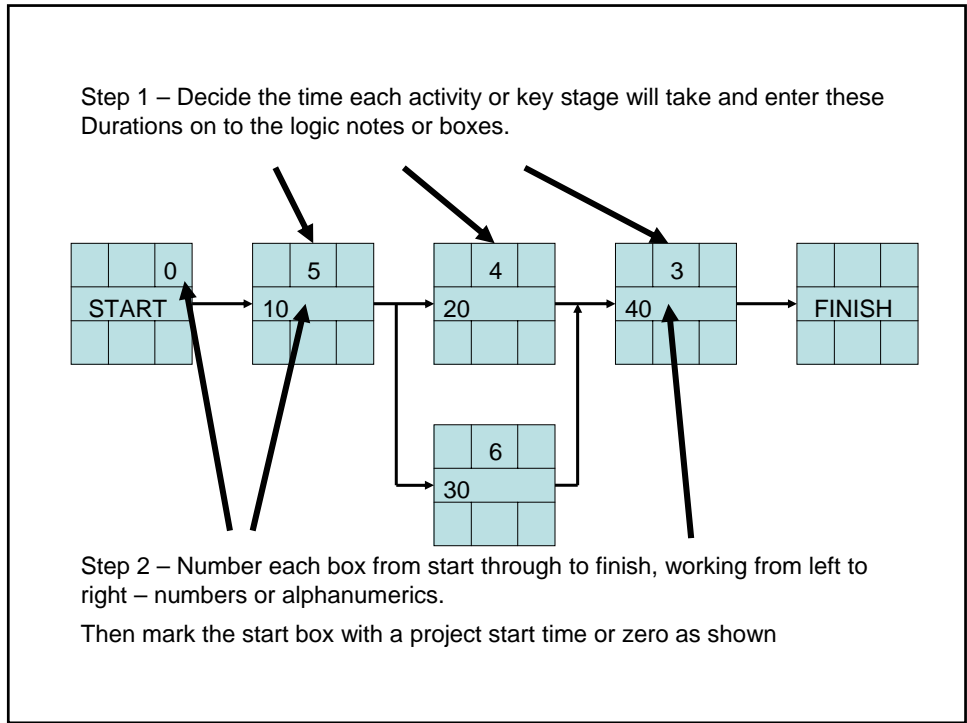 Step 1 – Decide the time each activity or key stage will take and enter these
Durations on to the logic notes or boxes.
0 5 4 3
START 10 20 40 FINISH
6
30
Step 2 – Number each box from start through to finish, working from left to
right – numbers or alphanumerics.
Then mark the start box with a project start time or zero as shown